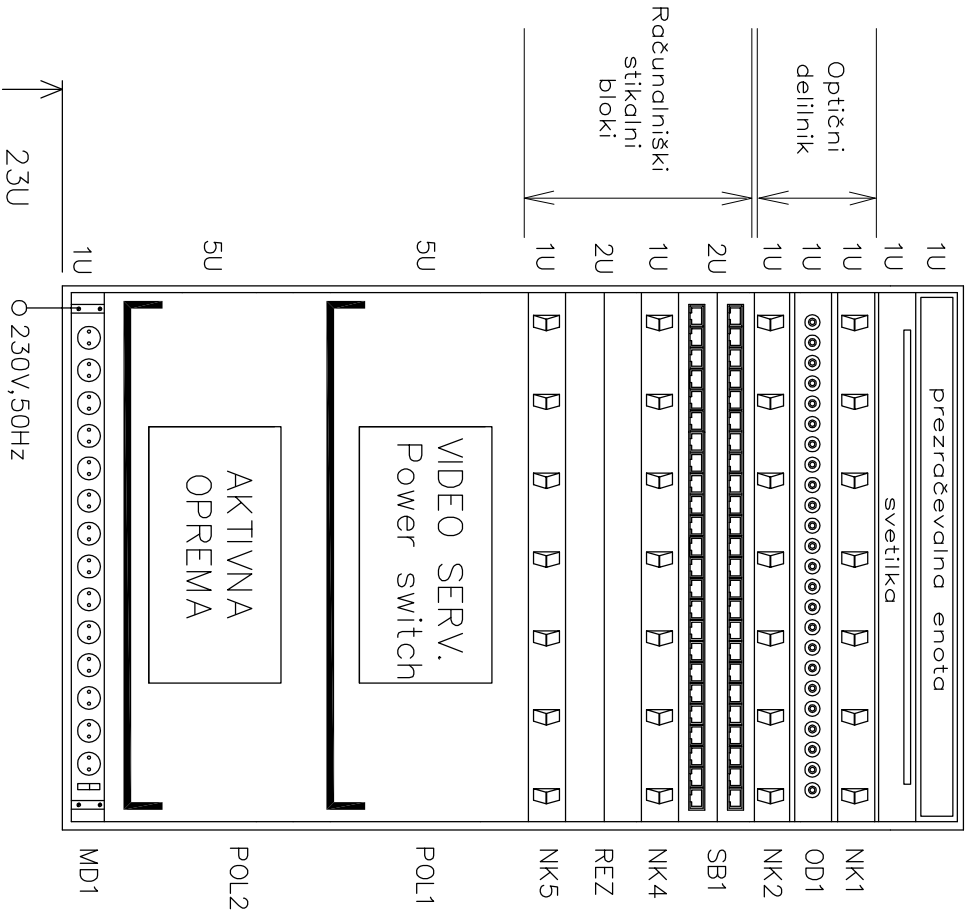 Optični
delilnik
Računalniški
stikalni
bloki
1U
1U
1U
1U
1U
2U
1U
2U
1U
5U
5U
1U
23U
prezračevalna enota
svetilka
VIDEO SERV.
Power switch
AKTIVNA
OPREMA
NK1
OD1
NK2
SB1
NK4
REZ
NK5
POL1
POL2
MD1
230V,50Hz